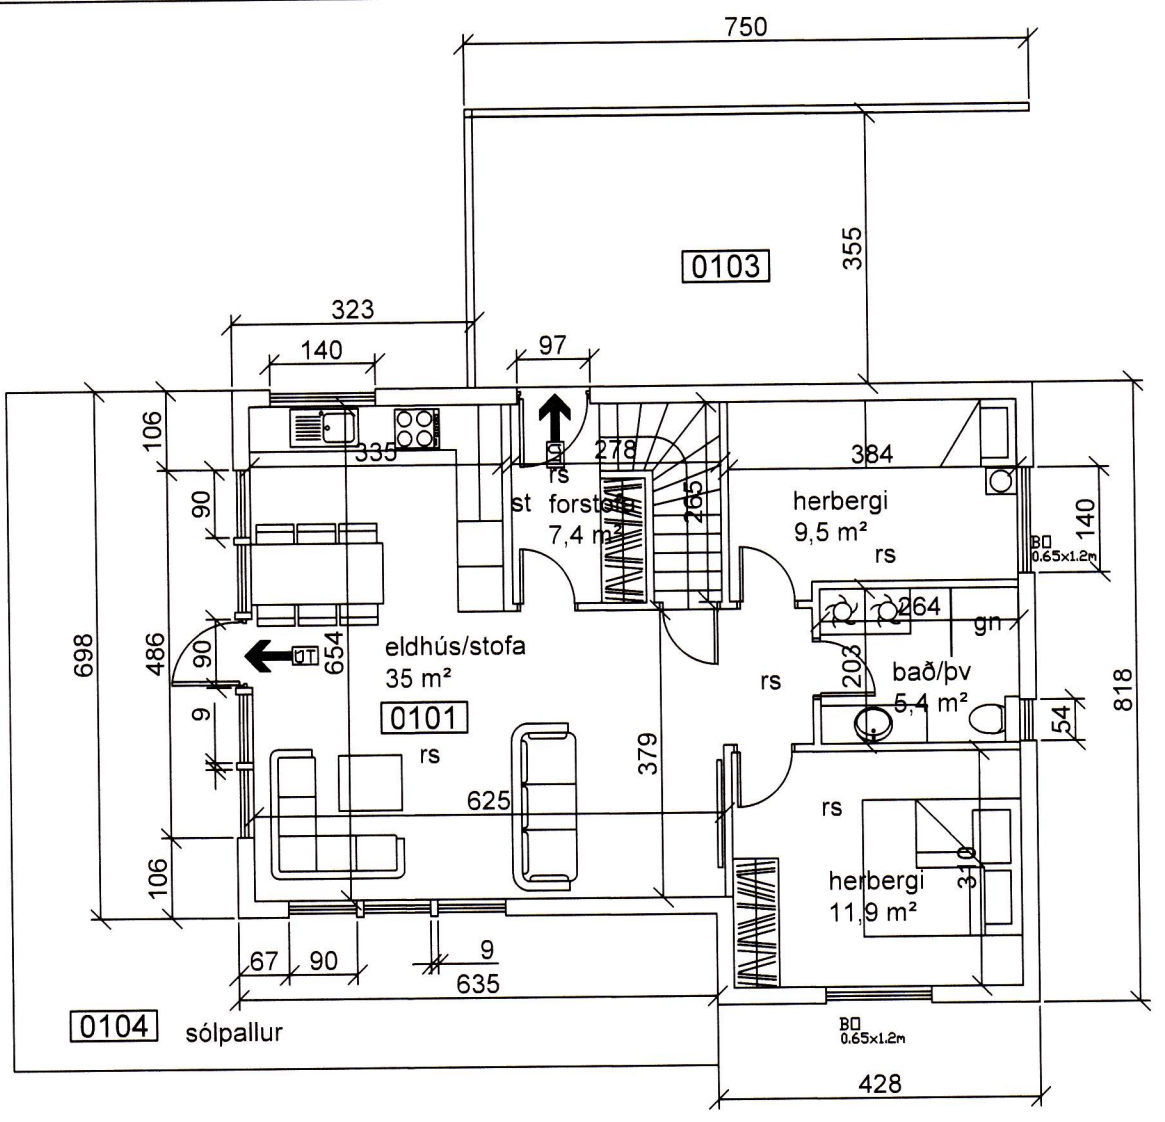 750
355
0103
323
140
97
106
335
278
384
rs
st forstofa
7,4 m²
265
herbergi
9,5 m²
rs
140
BO
0.65x1.2m
90
698
486
90
654
ÚT
ÚT
eldhús/stofa
35 m²
0101
rs
264
gn
203
bað/þv
5,4 m²
rs
54
818
9
379
625
rs
310
herbergi
11,9 m²
106
67
90
9
635
0104
sólpallur
BO
0.65x1.2m
428